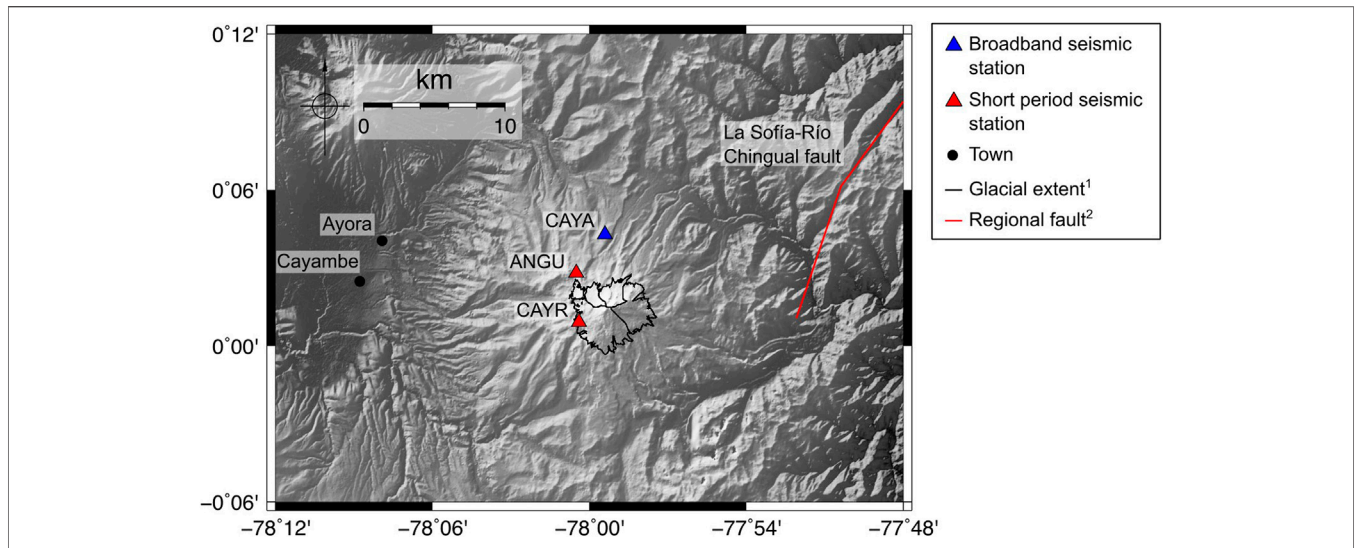 0°12'
0°06'
0°00'
−0°06'
−78°12'
−78°06'
−78°00'
−77°54'
−77°48'
km
0
10
La Sofía-Río
Chingual fault
CAYA
Ayora
ANGU
Cayambe
CAYR
Broadband seismic
station
Short period seismic
station
Town
Glacial extent¹
Regional fault²